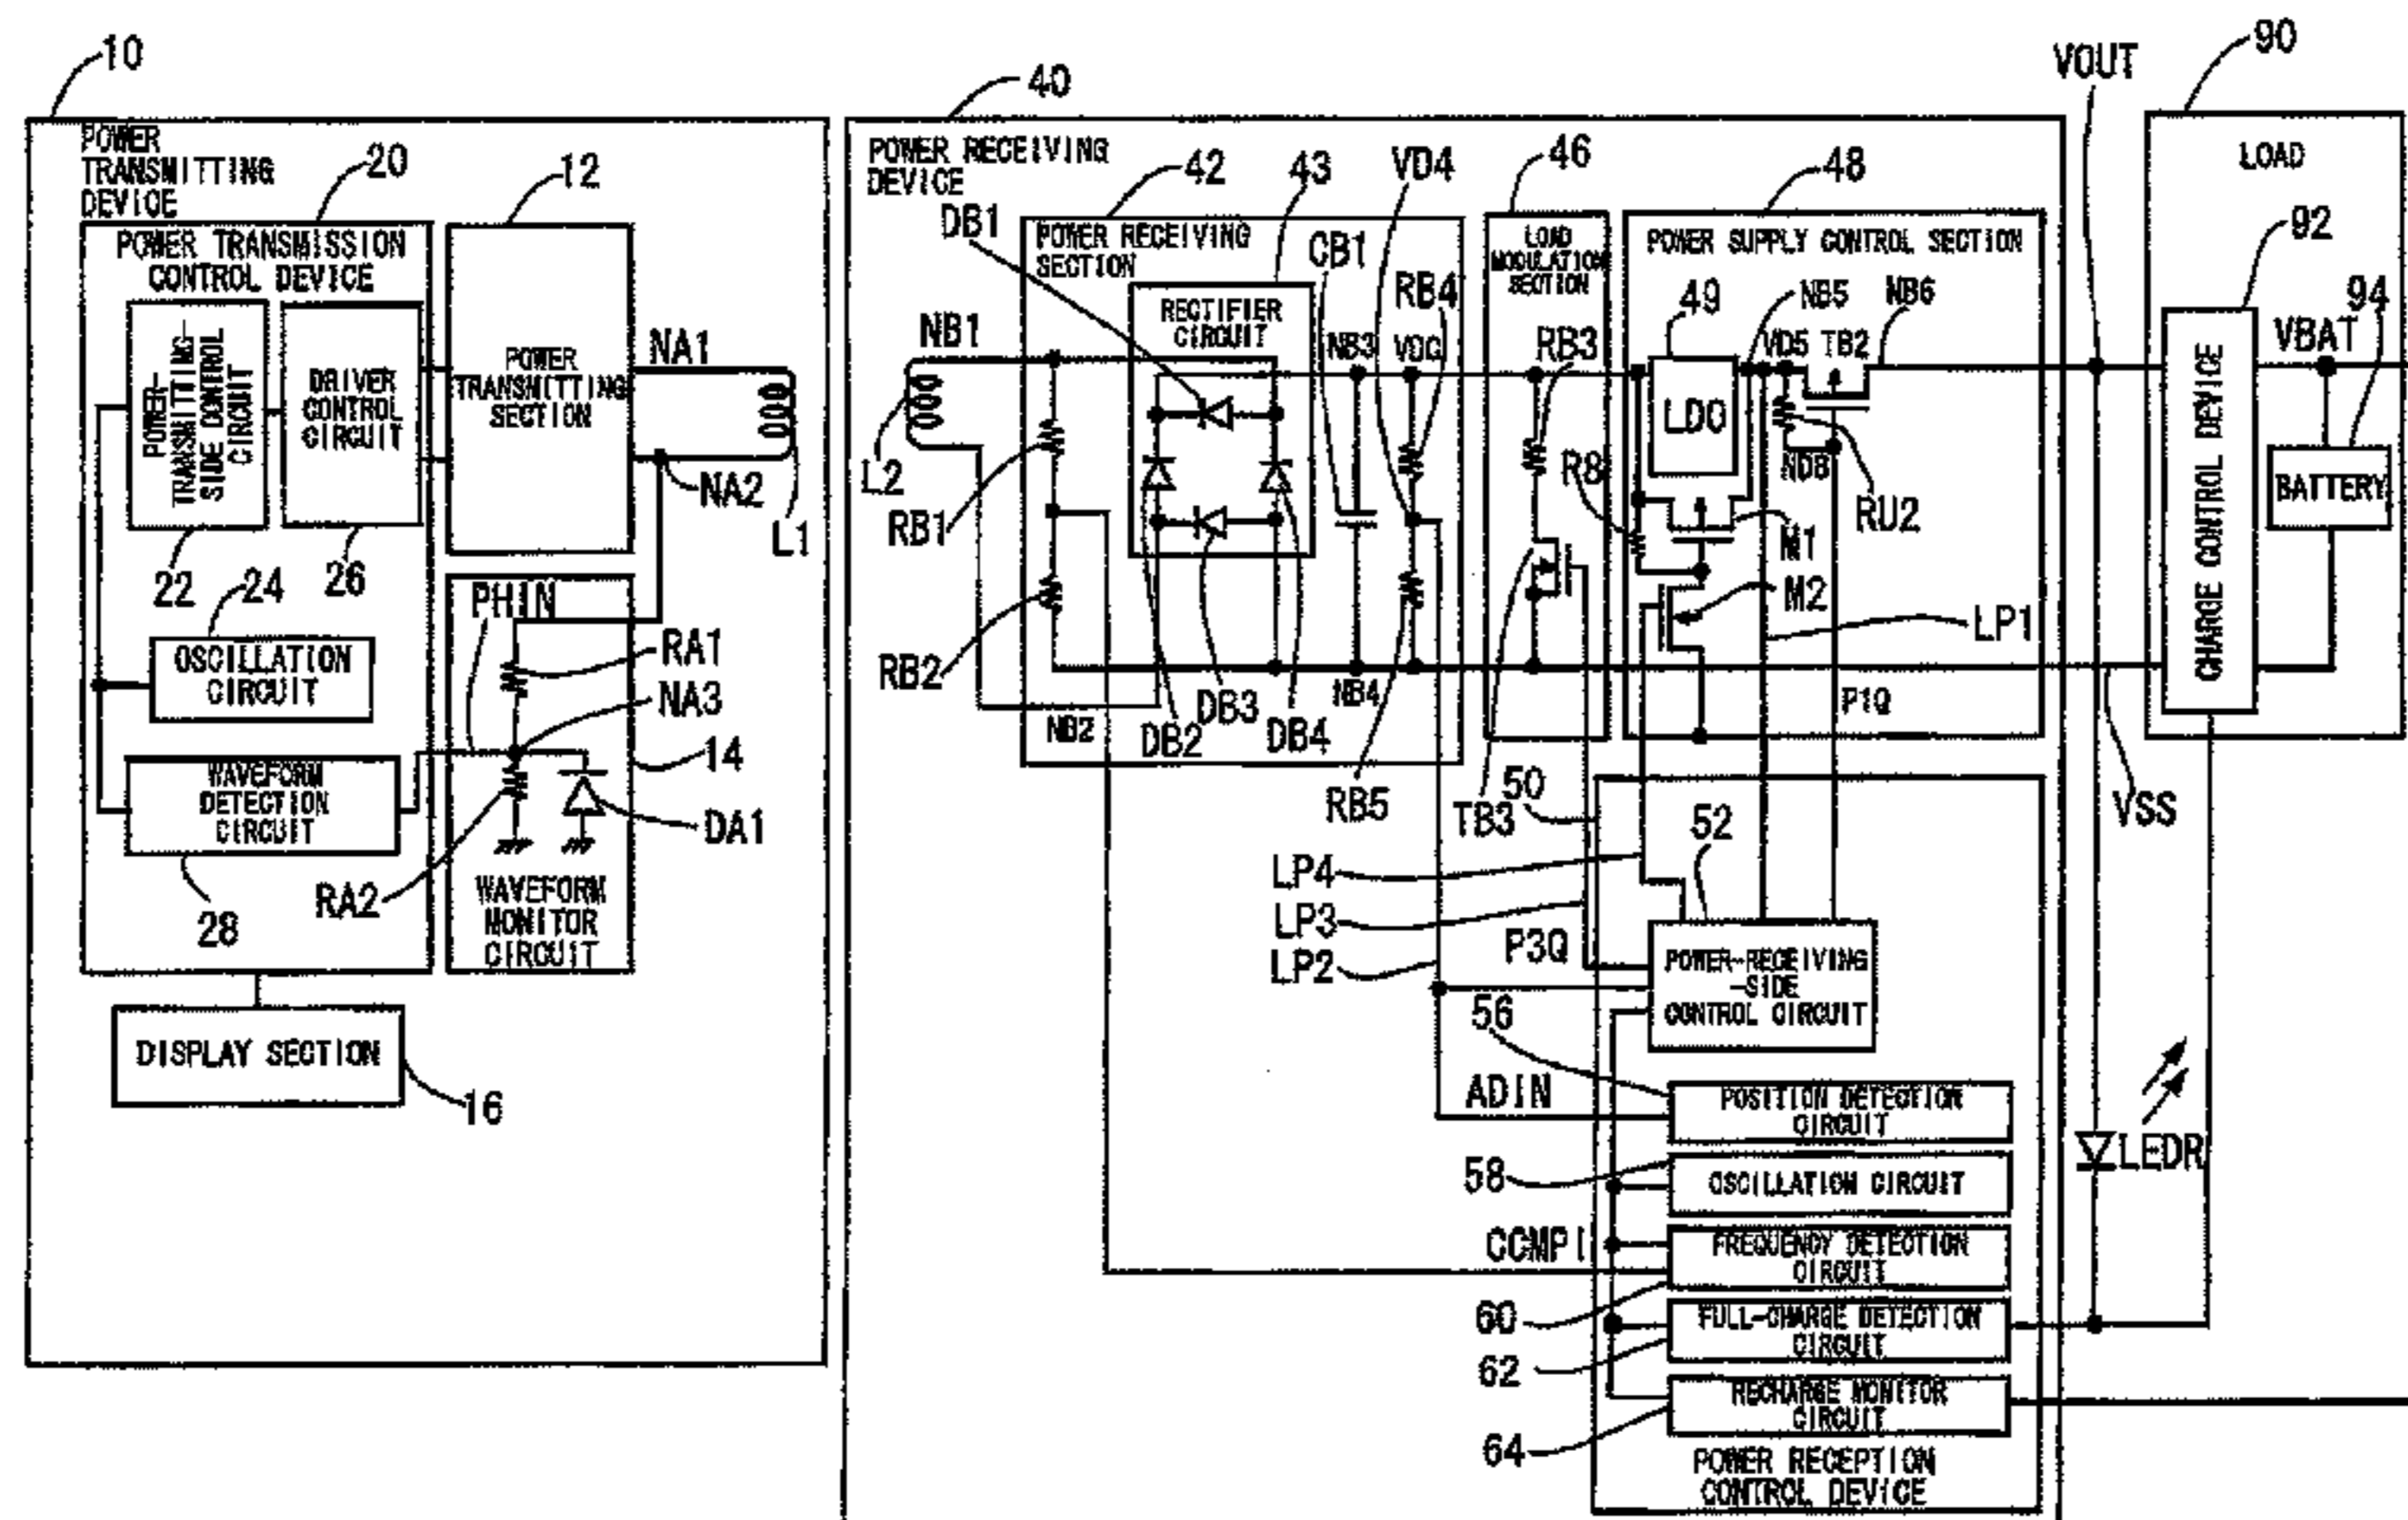 10
POWER
TRANSMITTING
DEVICE
20
POWER TRANSMISSION
CONTROL DEVICE
POWER-
TRANSMITTING-
SIDE CONTROL
CIRCUIT
22
DRIVER
CONTROL
CIRCUIT
26
24
OSCILLATION
CIRCUIT
WAVEFORM
DETECTION
CIRCUIT
28
12
POWER
TRANSMITTING
SECTION
NA1
NA2
L1
PHIN
RA1
NA3
14
DA1
RA2
WAVEFORM
MONITOR
CIRCUIT
DISPLAY SECTION
16
40
POWER RECEIVING
DEVICE
42
POWER RECEIVING
SECTION
43
RECTIFIER
CIRCUIT
DB1
CB1
VD4
RB4
NB1
L2
RB1
RB2
NB2
DB2
DB3
DB4
NB3
VDC
NB4
RB5
46
LOAD
MODULATION
SECTION
RB3
TB3
48
POWER SUPPLY CONTROL SECTION
49
LDO
NB5
NB6
VD5
TB2
ND8
RU2
R8
M1
M2
LP1
P1Q
VOUT
VSS
90
LOAD
92
CHARGE CONTROL DEVICE
VBAT
94
BATTERY
50
52
POWER-RECEIVING
-SIDE
CONTROL CIRCUIT
LP4
LP3
LP2
P3Q
56
ADIN
POSITION DETECTION
CIRCUIT
58
OSCILLATION CIRCUIT
CCMPI
FREQUENCY DETECTION
CIRCUIT
60
FULL-CHARGE DETECTION
CIRCUIT
62
RECHARGE MONITOR
CIRCUIT
64
POWER RECEPTION
CONTROL DEVICE
LEDR